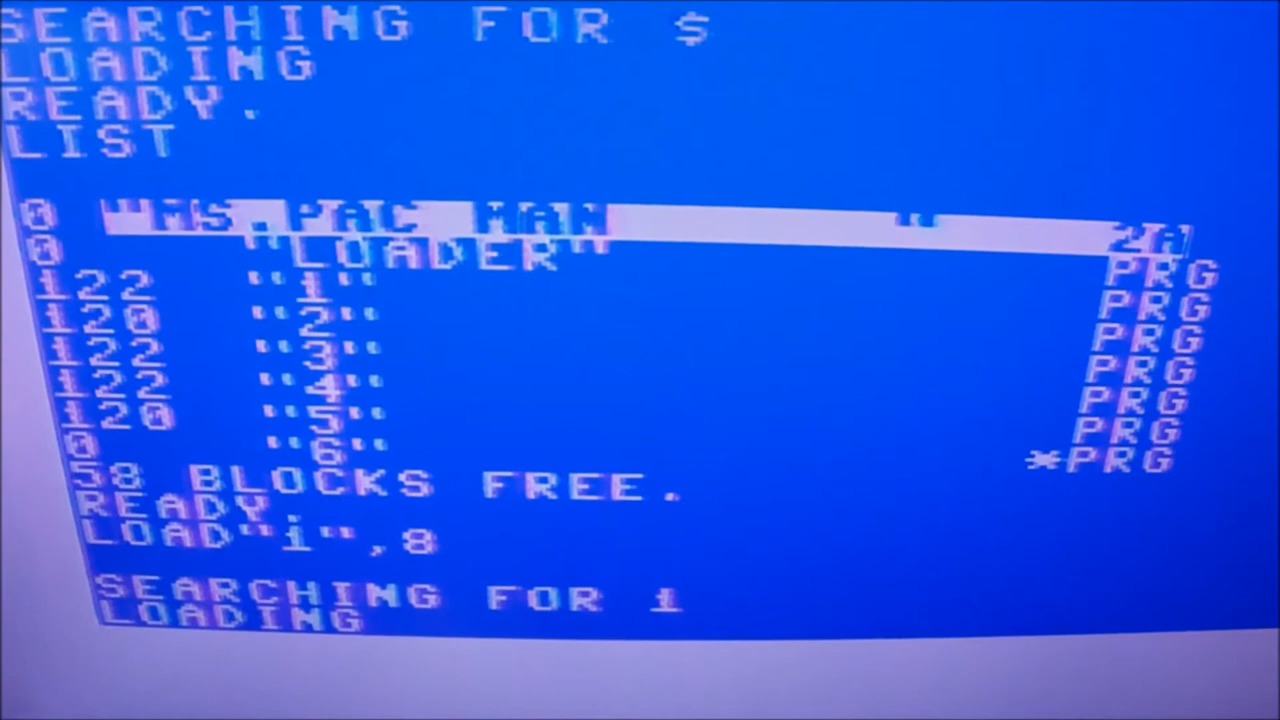 SEARCHING FOR $
LOADING
READY.
LIST
0 "MS.PAC MAN " 2A
0 "LOADER" PRG
122 "1" PRG
120 "2" PRG
122 "3" PRG
122 "4" PRG
120 "5" PRG
0 "6" *PRG
58 BLOCKS FREE.
READY.
LOAD"1",8
SEARCHING FOR 1
LOADING